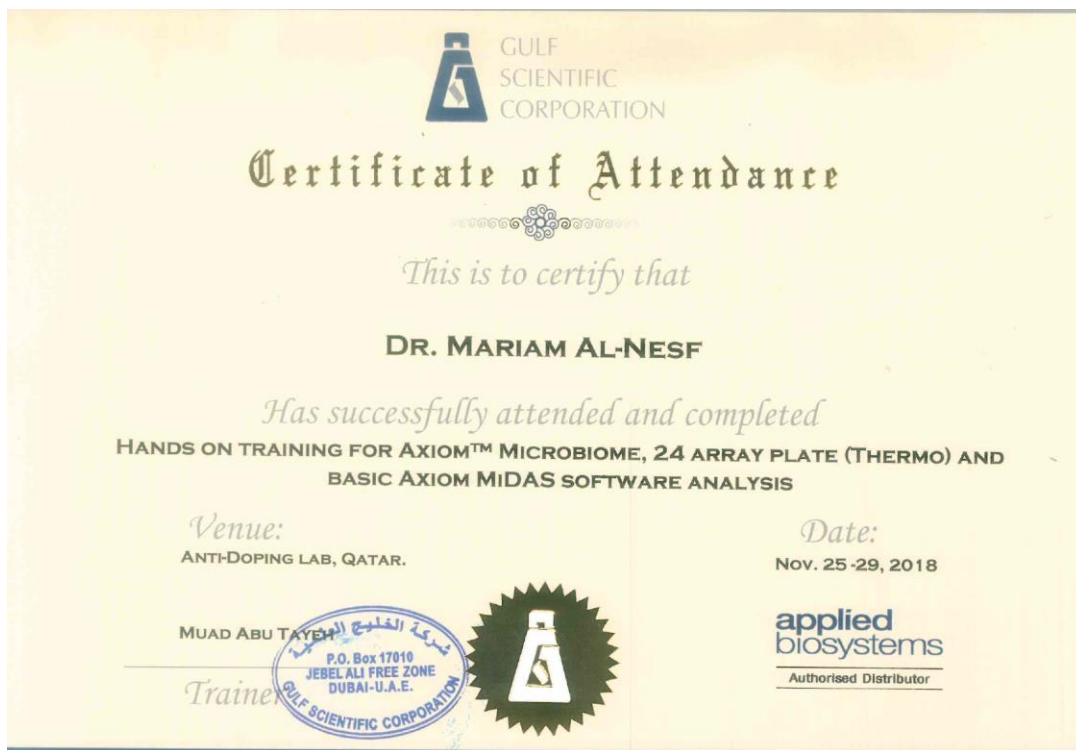 GULF
SCIENTIFIC
CORPORATION
Certificate of Attendance
This is to certify that
DR. MARIAM AL-NESF
Has successfully attended and completed
HANDS ON TRAINING FOR AXIOM™ MICROBIOME, 24 ARRAY PLATE (THERMO) AND
BASIC AXIOM MIDAS SOFTWARE ANALYSIS
Venue:
ANTI-DOPING LAB, QATAR.
Date:
NOV. 25-29, 2018
MUAD ABU TAYEH
Trainer
شركة الخليج العلمية
P.O. Box 17010
JEBEL ALI FREE ZONE
DUBAI-U.A.E.
GULF SCIENTIFIC CORPORATION
applied
biosystems
Authorised Distributor